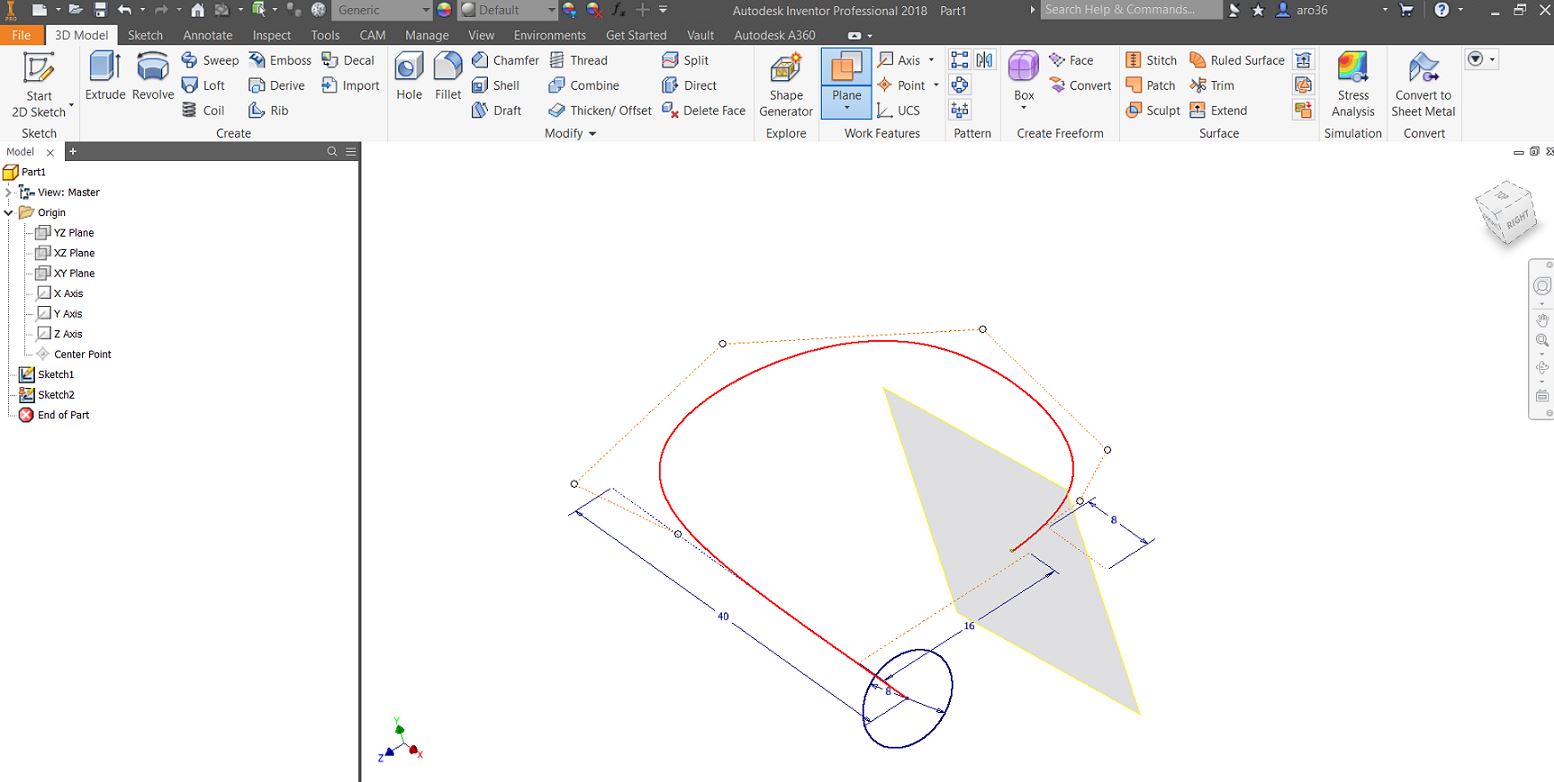 PRO Generic Default Autodesk Inventor Professional 2018 Part1 Search Help & Commands... aro36
File 3D Model Sketch Annotate Inspect Tools CAM Manage View Environments Get Started Vault Autodesk A360
Start
2D Sketch
Sketch
Extrude Revolve
Sweep Emboss Decal
Loft Derive Import
Coil Rib
Create
Hole Fillet
Chamfer Thread Split
Shell Combine Direct
Draft Thicken/ Offset Delete Face
Modify
Shape
Generator
Explore
Plane
Axis
Point
UCS
Work Features
Pattern
Box
Face
Convert
Create Freeform
Stitch Ruled Surface
Patch Trim
Sculpt Extend
Surface
Stress
Analysis
Simulation
Convert to
Sheet Metal
Convert
Model
Part1
View: Master
Origin
YZ Plane
XZ Plane
XY Plane
X Axis
Y Axis
Z Axis
Center Point
Sketch1
Sketch2
End of Part
TOP
RIGHT
8
40
16
8
Y
Z X